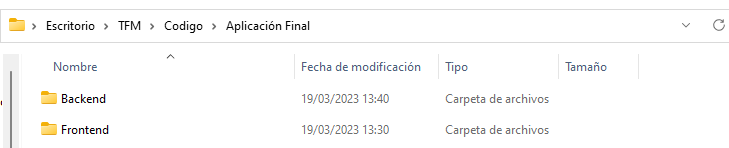 Escritorio > TFM > Codigo > Aplicación Final
Nombre Fecha de modificación Tipo Tamaño
Backend 19/03/2023 13:40 Carpeta de archivos
Frontend 19/03/2023 13:30 Carpeta de archivos